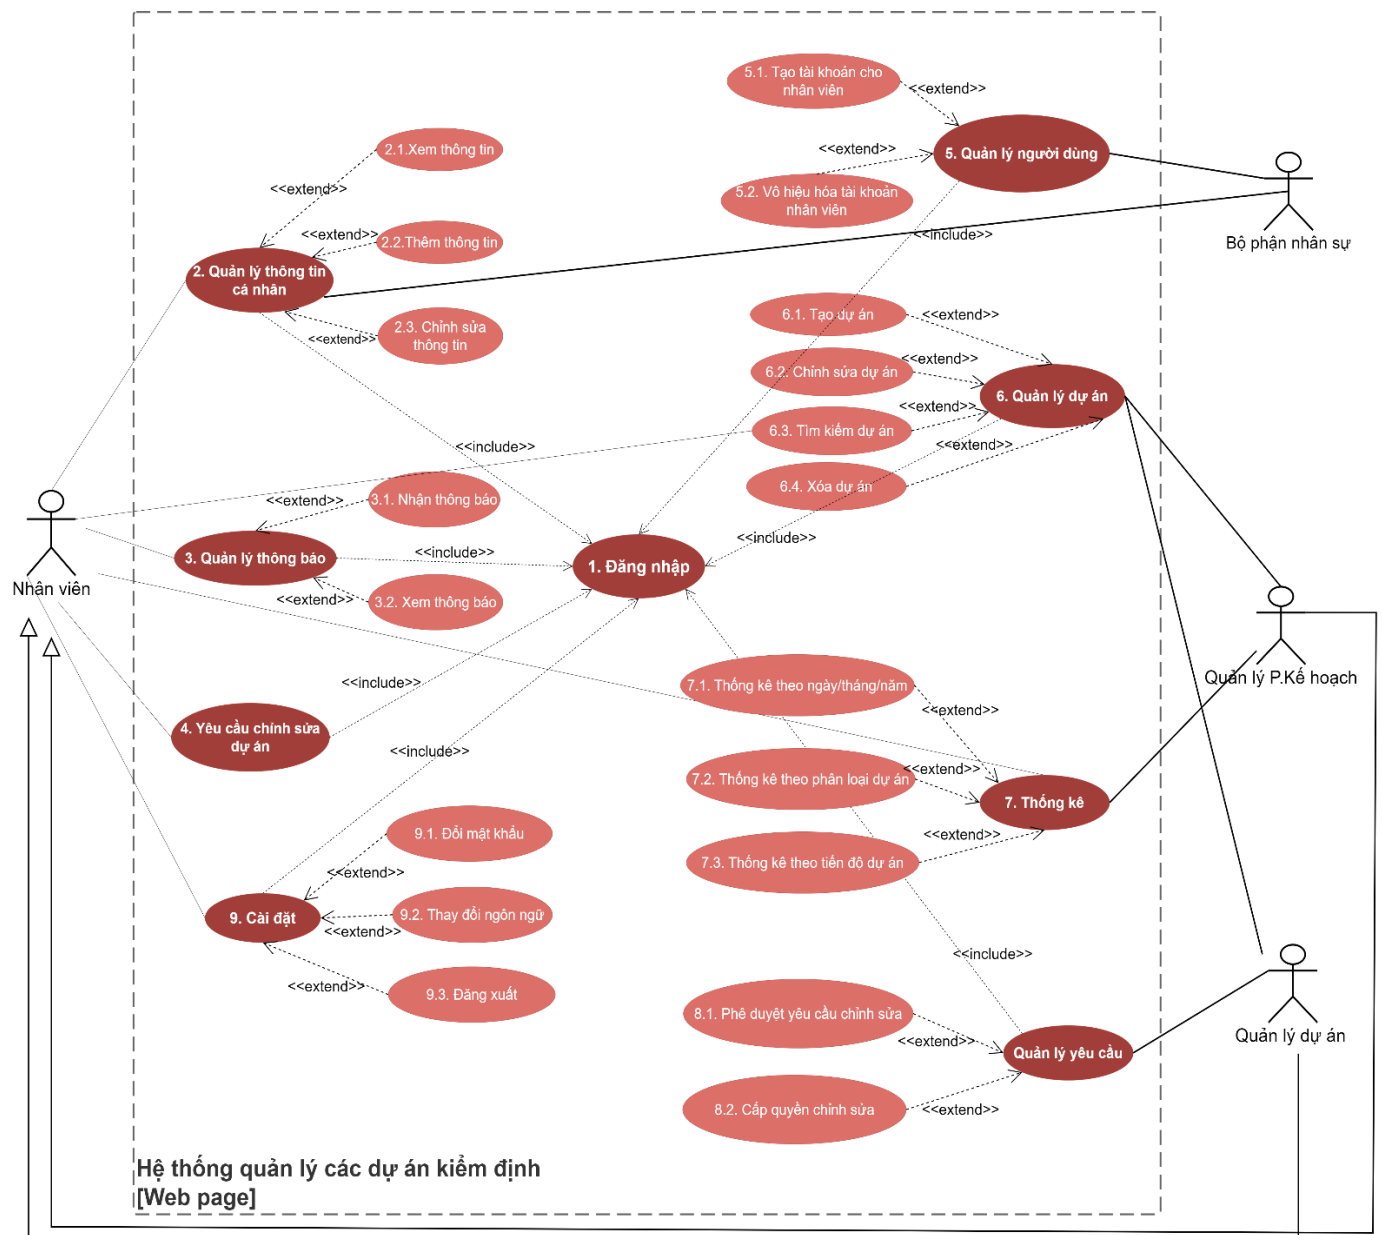 5.1. Tạo tài khoản cho
nhân viên
<<extend>>
2.1.Xem thông tin
<<extend>>
5. Quản lý người dùng
<<extend>>
5.2. Vô hiệu hóa tài khoản
nhân viên
2.2.Thêm thông tin
<<extend>>
<<include>>
Bộ phận nhân sự
2. Quản lý thông tin
cá nhân
2.3. Chỉnh sửa
thông tin
<<extend>>
6.1. Tạo dự án
<<extend>>
6.2. Chỉnh sửa dự án
<<extend>>
6. Quản lý dự án
6.3. Tìm kiếm dự án
<<extend>>
<<include>>
<<extend>>
6.4. Xóa dự án
3.1. Nhận thông báo
<<extend>>
<<include>>
3. Quản lý thông báo
<<include>>
1. Đăng nhập
Nhân viên
3.2. Xem thông báo
<<extend>>
7.1. Thống kê theo ngày/tháng/năm
Quản lý P.Kế hoạch
<<include>>
<<extend>>
4. Yêu cầu chỉnh sửa
dự án
<<include>>
7.2. Thống kê theo phân loại dự án
<<extend>>
7. Thống kê
9.1. Đổi mật khẩu
<<extend>>
7.3. Thống kê theo tiến độ dự án
<<extend>>
9. Cài đặt
9.2. Thay đổi ngôn ngữ
<<extend>>
<<include>>
9.3. Đăng xuất
<<extend>>
8.1. Phê duyệt yêu cầu chỉnh sửa
<<extend>>
Quản lý yêu cầu
Quản lý dự án
8.2. Cấp quyền chỉnh sửa
<<extend>>
Hệ thống quản lý các dự án kiểm định
[Web page]